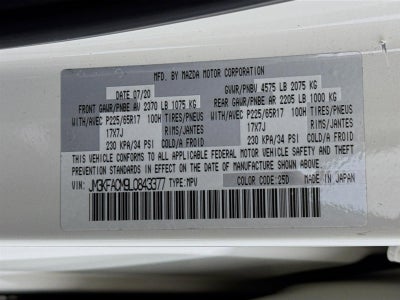 MFD. BY MAZDA MOTOR CORPORATION
DATE 07/20 GVWR/PNBV 4575 LB 2075 KG
FRONT GAWR/PNBE AV 2370 LB 1075 KG REAR GAWR/PNBE AR 2205 LB 1000 KG
WITH/AVEC P225/65R17 100H TIRES/PNEUS WITH/AVEC P225/65R17 100H TIRES/PNEUS
17X7J RIMS/JANTES 17X7J RIMS/JANTES
230 KPA/34 PSI COLD/A FROID 230 KPA/34 PSI COLD/A FROID
THIS VEHICLE CONFORMS TO ALL APPLICABLE FEDERAL MOTOR VEHICLE SAFETY, BUMPER, AND THEFT
PREVENTION STANDARDS IN EFFECT ON THE DATE OF MANUFACTURE SHOWN ABOVE.
VIN: JM3KFACM9L0843377 TYPE: MPV COLOR CODE: 25D MADE IN JAPAN